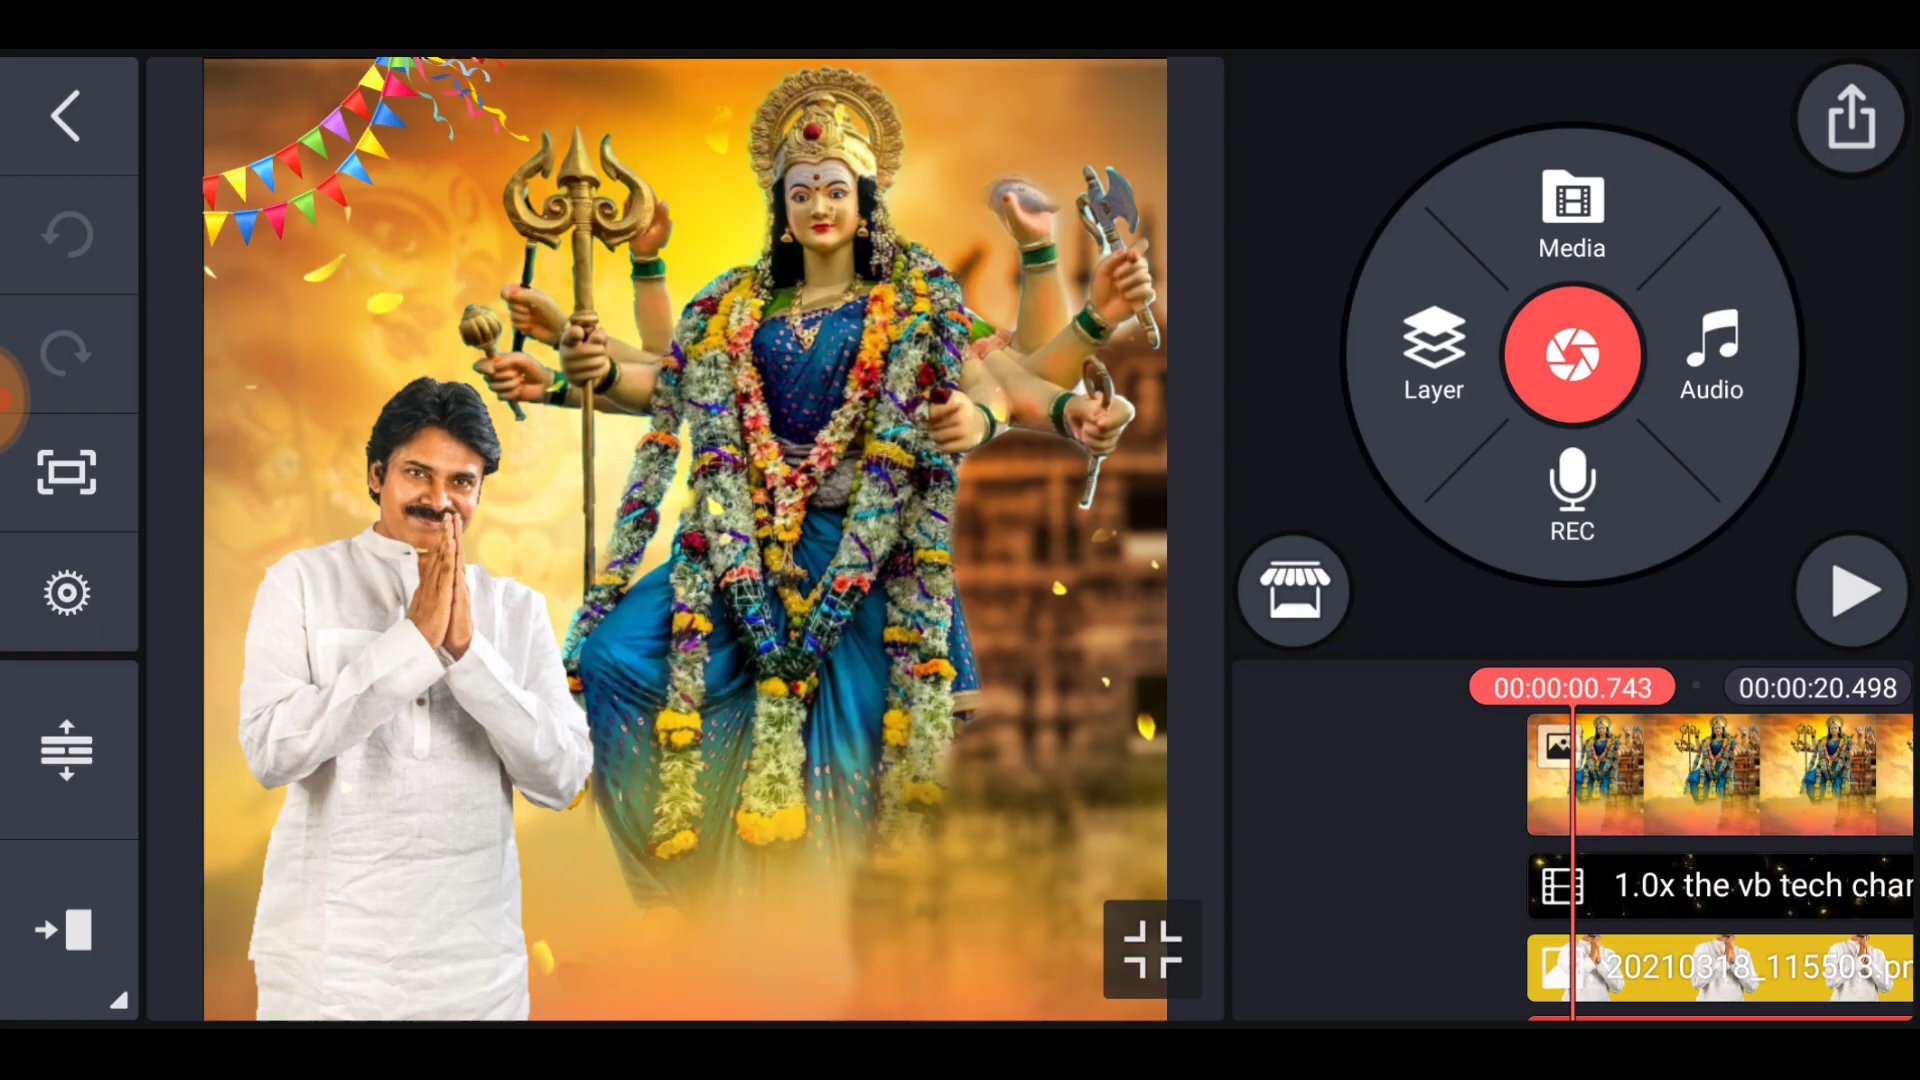 Media
Layer
Audio
REC
00:00:00.743
00:00:20.498
1.0x the vb tech char
20210318_115503.pr